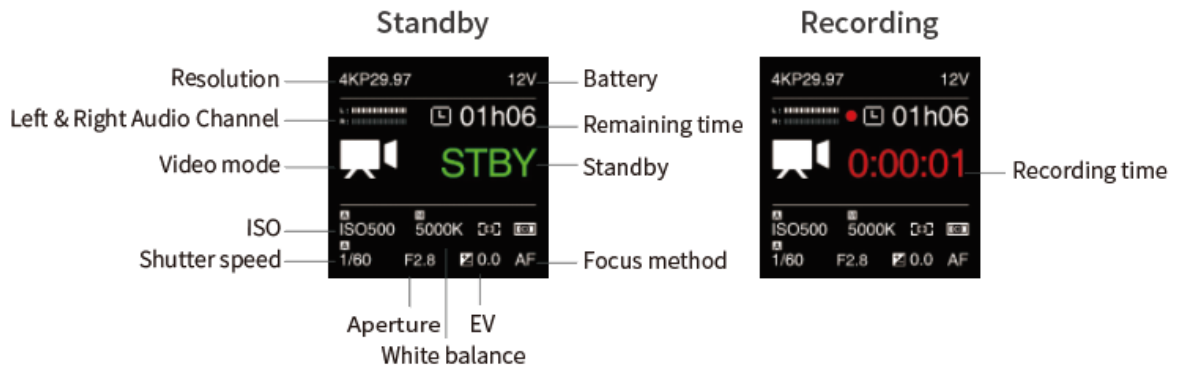 Standby
Recording
Resolution
4KP29.97
12V
Battery
4KP29.97
12V
Left & Right Audio Channel
L:
R:
01h06
Remaining time
L:
R:
01h06
Video mode
STBY
Standby
0:00:01
Recording time
A
M
ISO
ISO500
5000K
A
M
ISO500
5000K
A
Shutter speed
1/60
F2.8
0.0
AF
Focus method
A
1/60
F2.8
0.0
AF
Aperture
EV
White balance